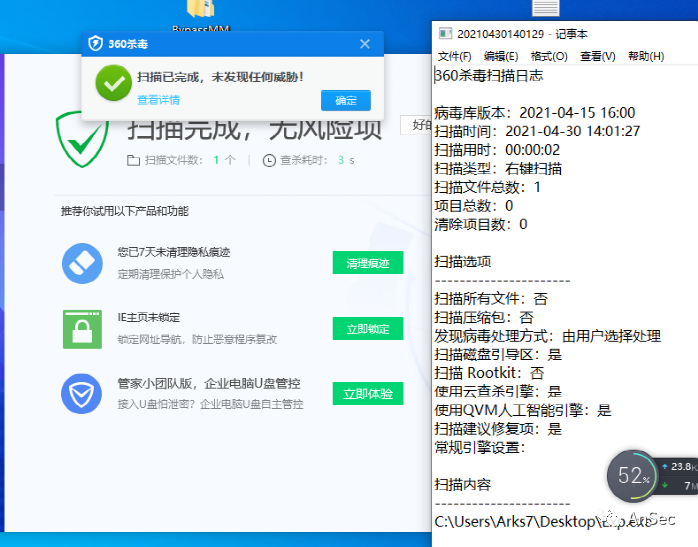 BypassMM
360杀毒
扫描已完成，未发现任何威胁！
查看详情
确定
扫描完成，无风险项
扫描文件数： 1 个
查杀耗时： 3 s
推荐你试用以下产品和功能
您已7天未清理隐私痕迹
定期清理保护个人隐私
清理痕迹
IE主页未锁定
锁定网址导航，防止恶意程序篡改
立即锁定
管家小团队版，企业电脑U盘管控
接入U盘怕泄密？企业电脑U盘自主管控
立即体验
20210430140129 - 记事本
文件(F) 编辑(E) 格式(O) 查看(V) 帮助(H)
360杀毒扫描日志
病毒库版本：2021-04-15 16:00
扫描时间：2021-04-30 14:01:27
扫描用时：00:00:02
扫描类型：右键扫描
扫描文件总数：1
项目总数：0
清除项目数：0
扫描选项
----------------------
扫描所有文件：否
扫描压缩包：否
发现病毒处理方式：由用户选择处理
扫描磁盘引导区：是
扫描 Rootkit：否
使用云查杀引擎：是
使用QVM人工智能引擎：是
扫描建议修复项：是
常规引擎设置：
52%
23.8K
7M
扫描内容
----------------------
C:\Users\Arks7\Desktop\
AnSec